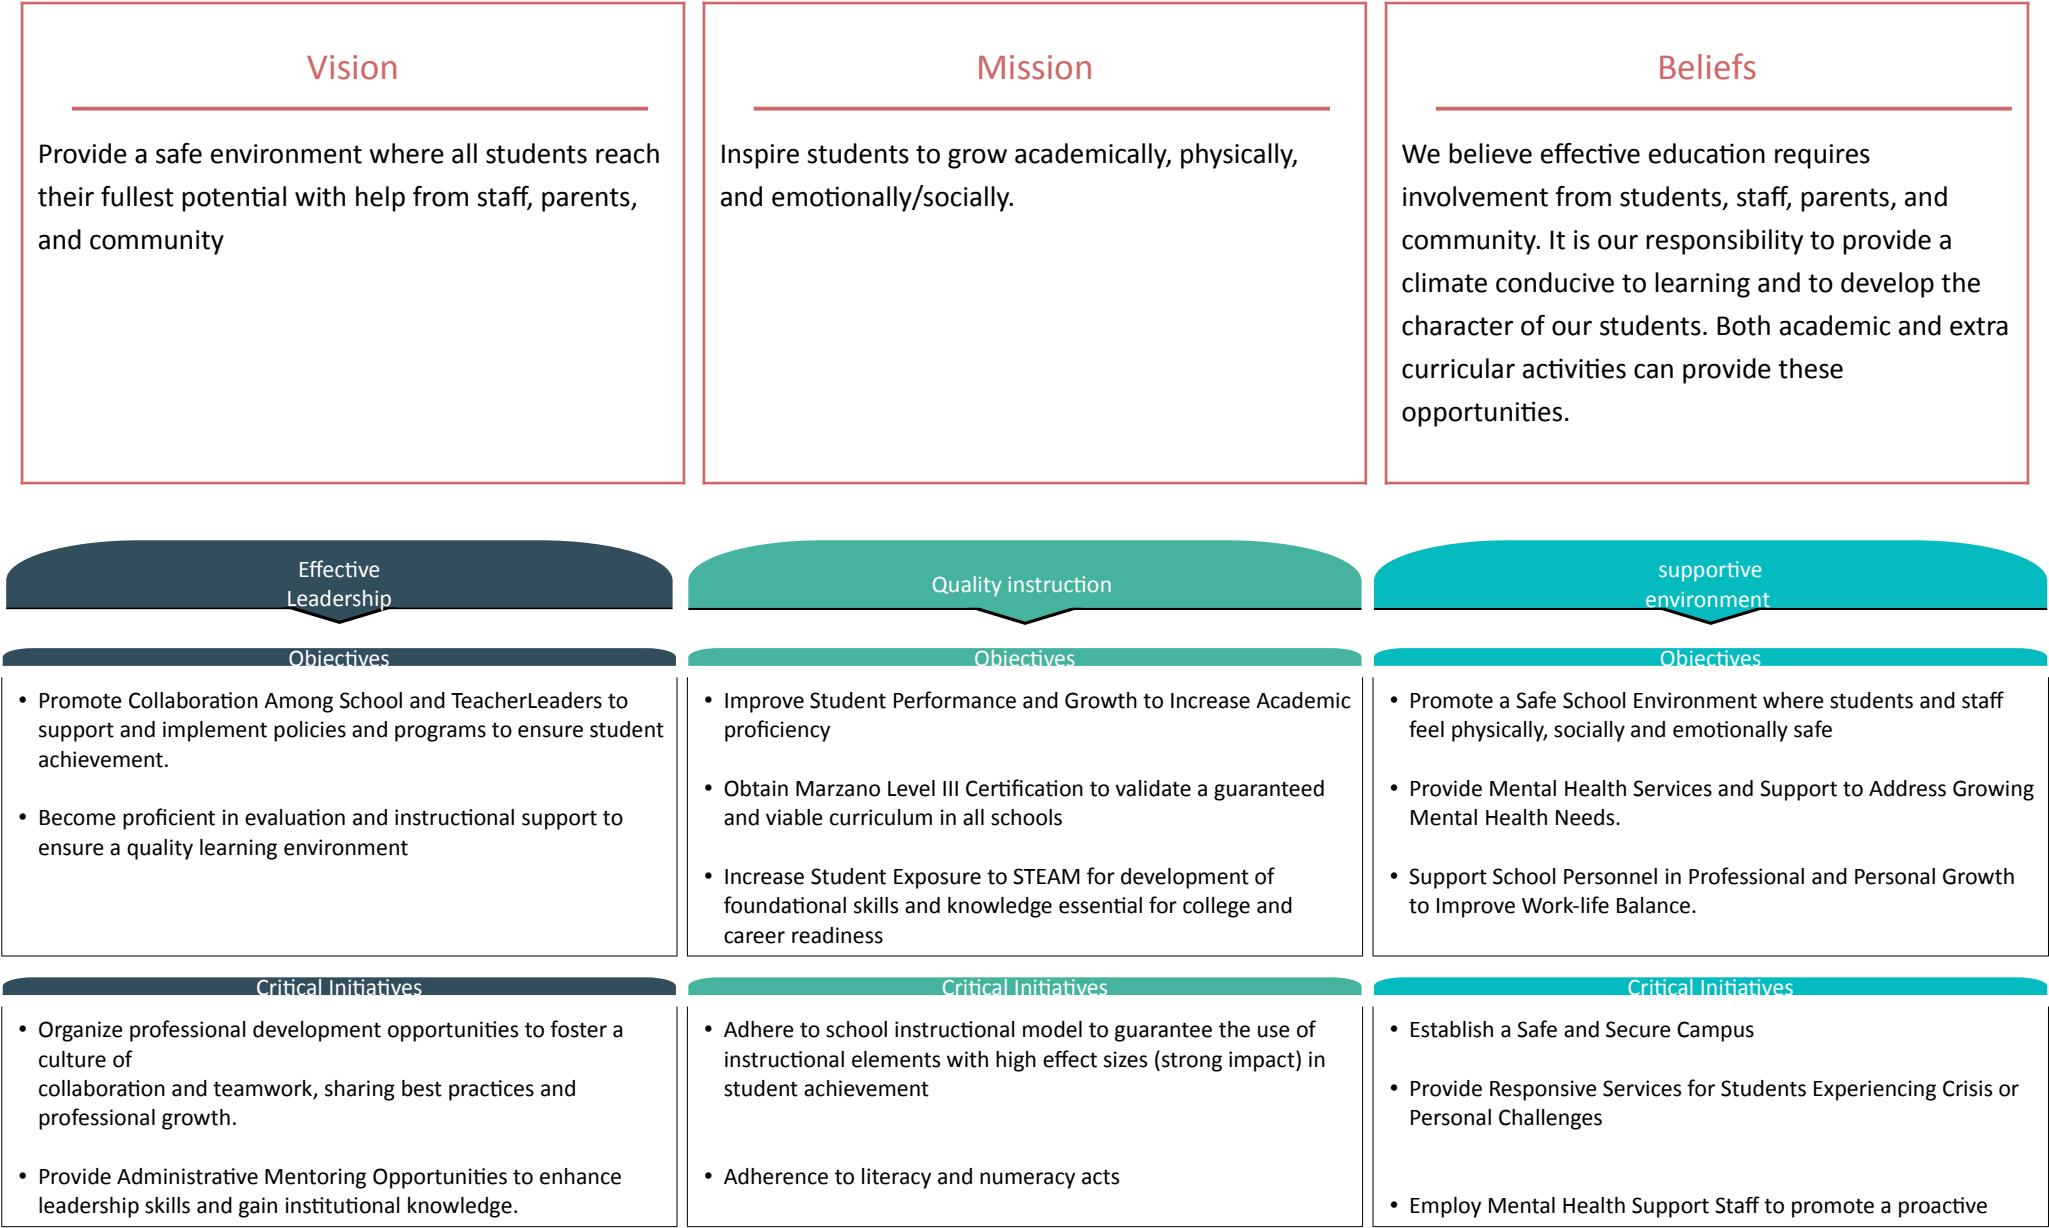 Vision
Provide a safe environment where all students reach
their fullest potential with help from staff, parents,
and community
Mission
Inspire students to grow academically, physically,
and emotionally/socially.
Beliefs
We believe effective education requires
involvement from students, staff, parents, and
community. It is our responsibility to provide a
climate conducive to learning and to develop the
character of our students. Both academic and extra
curricular activities can provide these
opportunities.
Effective
Leadership
Objectives
• Promote Collaboration Among School and TeacherLeaders to
support and implement policies and programs to ensure student
achievement.
• Become proficient in evaluation and instructional support to
ensure a quality learning environment
Critical Initiatives
• Organize professional development opportunities to foster a
culture of
collaboration and teamwork, sharing best practices and
professional growth.
• Provide Administrative Mentoring Opportunities to enhance
leadership skills and gain institutional knowledge.
Quality instruction
Objectives
• Improve Student Performance and Growth to Increase Academic
proficiency
• Obtain Marzano Level III Certification to validate a guaranteed
and viable curriculum in all schools
• Increase Student Exposure to STEAM for development of
foundational skills and knowledge essential for college and
career readiness
Critical Initiatives
• Adhere to school instructional model to guarantee the use of
instructional elements with high effect sizes (strong impact) in
student achievement
• Adherence to literacy and numeracy acts
supportive
environment
Objectives
• Promote a Safe School Environment where students and staff
feel physically, socially and emotionally safe
• Provide Mental Health Services and Support to Address Growing
Mental Health Needs.
• Support School Personnel in Professional and Personal Growth
to Improve Work-life Balance.
Critical Initiatives
• Establish a Safe and Secure Campus
• Provide Responsive Services for Students Experiencing Crisis or
Personal Challenges
• Employ Mental Health Support Staff to promote a proactive